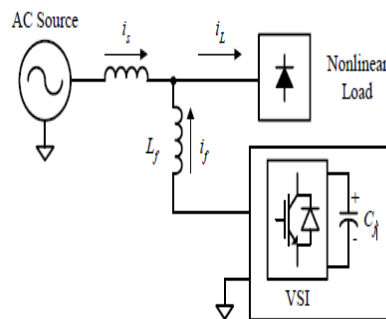 AC Source
i_s
i_L
Nonlinear
Load
L_f
i_f
+
C_f
-
VSI